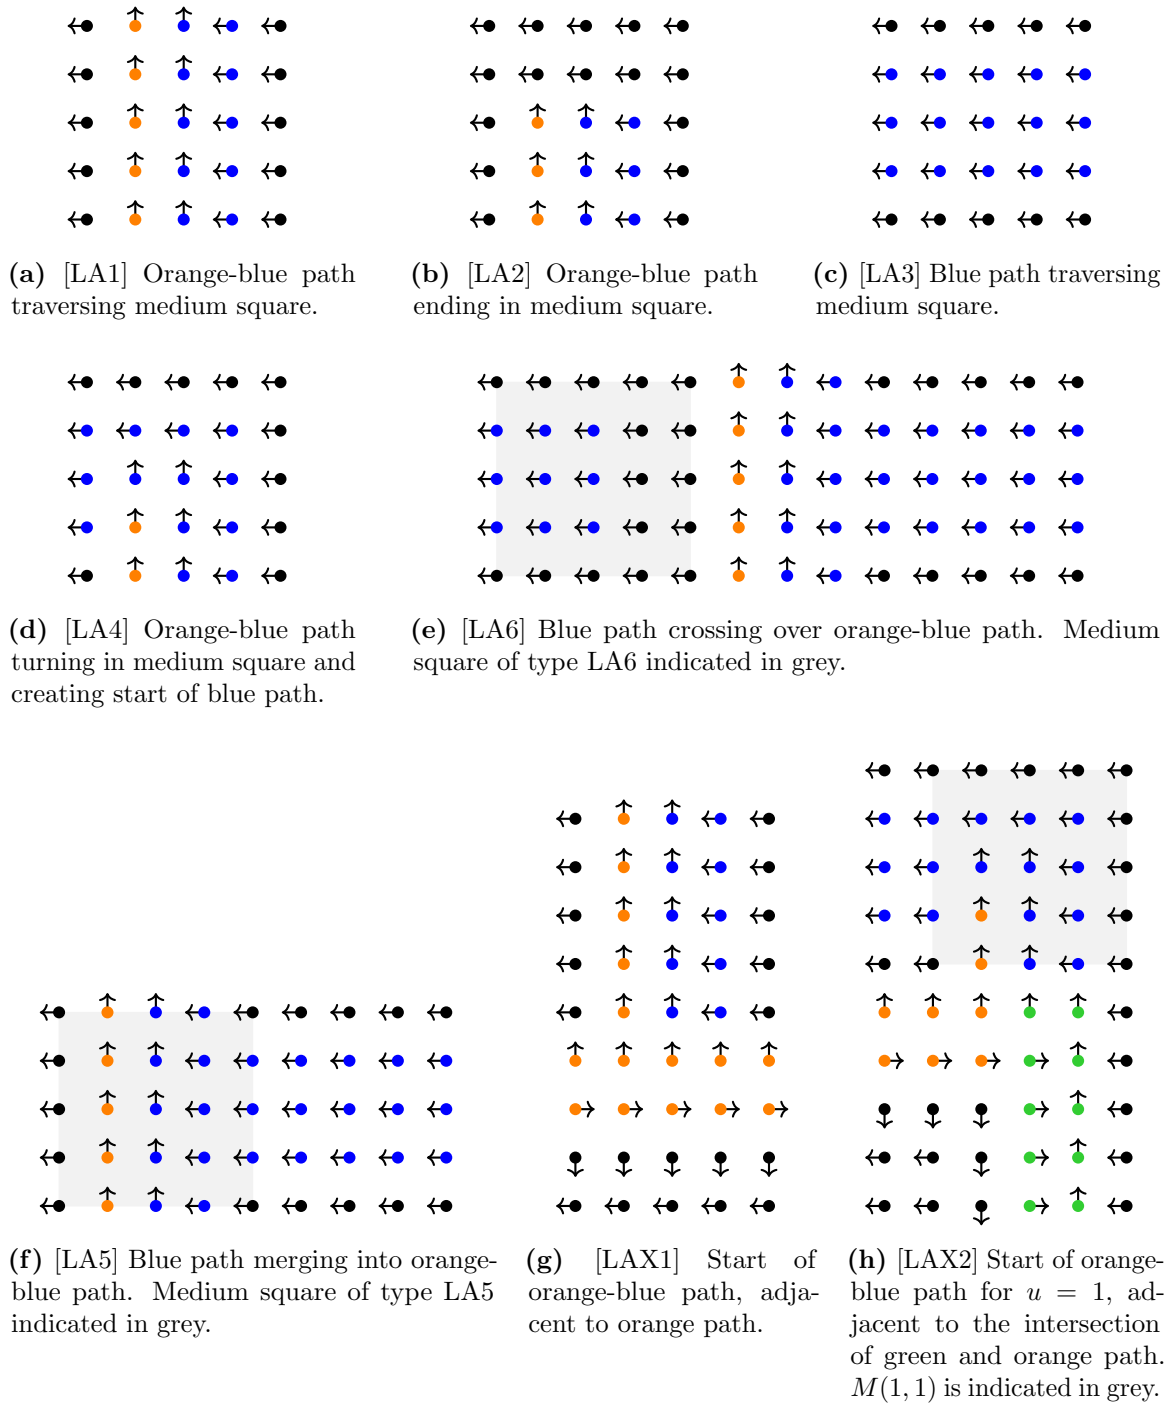 (a) [LA1] Orange-blue path
traversing medium square.
(b) [LA2] Orange-blue path
ending in medium square.
(c) [LA3] Blue path traversing
medium square.
(d) [LA4] Orange-blue path
turning in medium square and
creating start of blue path.
(e) [LA6] Blue path crossing over orange-blue path. Medium
square of type LA6 indicated in grey.
(f) [LA5] Blue path merging into orange-
blue path. Medium square of type LA5
indicated in grey.
(g) [LAX1] Start of
orange-blue path, adja-
cent to orange path.
(h) [LAX2] Start of orange-
blue path for u = 1, ad-
jacent to the intersection
of green and orange path.
M(1, 1) is indicated in grey.